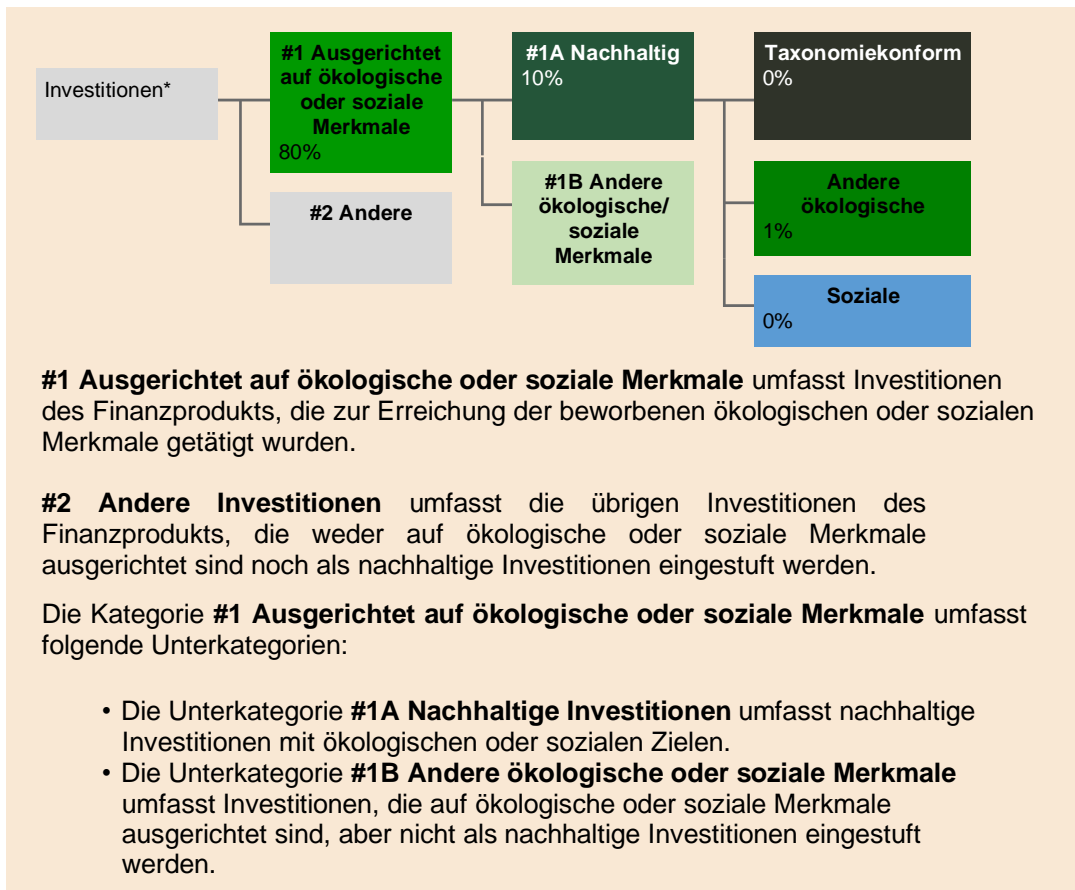 Investitionen*
#1 Ausgerichtet
auf ökologische
oder soziale
Merkmale
80%
#2 Andere
#1A Nachhaltig
10%
#1B Andere
ökologische/
soziale
Merkmale
Taxonomiekonform
0%
Andere
ökologische
1%
Soziale
0%
#1 Ausgerichtet auf ökologische oder soziale Merkmale umfasst Investitionen
des Finanzprodukts, die zur Erreichung der beworbenen ökologischen oder sozialen
Merkmale getätigt wurden.
#2 Andere Investitionen umfasst die übrigen Investitionen des
Finanzprodukts, die weder auf ökologische oder soziale Merkmale
ausgerichtet sind noch als nachhaltige Investitionen eingestuft werden.
Die Kategorie #1 Ausgerichtet auf ökologische oder soziale Merkmale umfasst
folgende Unterkategorien:
• Die Unterkategorie #1A Nachhaltige Investitionen umfasst nachhaltige
Investitionen mit ökologischen oder sozialen Zielen.
• Die Unterkategorie #1B Andere ökologische oder soziale Merkmale
umfasst Investitionen, die auf ökologische oder soziale Merkmale
ausgerichtet sind, aber nicht als nachhaltige Investitionen eingestuft
werden.